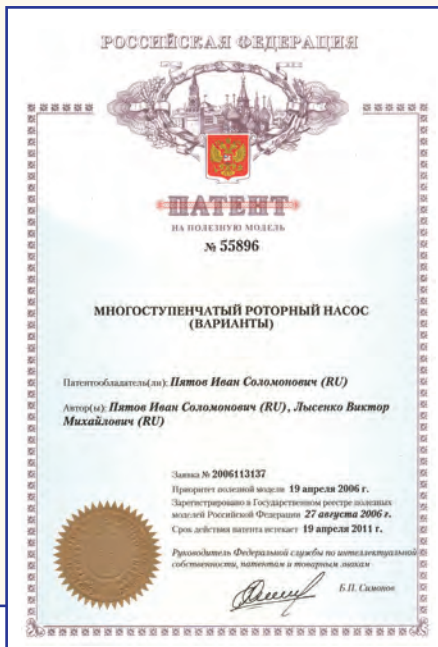 РОССИЙСКАЯ ФЕДЕРАЦИЯ
ПАТЕНТ
НА ПОЛЕЗНУЮ МОДЕЛЬ
№ 55896
МНОГОСТУПЕНЧАТЫЙ РОТОРНЫЙ НАСОС
(ВАРИАНТЫ)
Патентообладатель(ли): Пятов Иван Соломонович (RU)
Автор(ы): Пятов Иван Соломонович (RU), Лысенко Виктор
Михайлович (RU)
Заявка № 2006113137
Приоритет полезной модели 19 апреля 2006 г.
Зарегистрировано в Государственном реестре полезных
моделей Российской Федерации 27 августа 2006 г.
Срок действия патента истекает 19 апреля 2011 г.
Руководитель Федеральной службы по интеллектуальной
собственности, патентам и товарным знакам
Б.П. Симонов